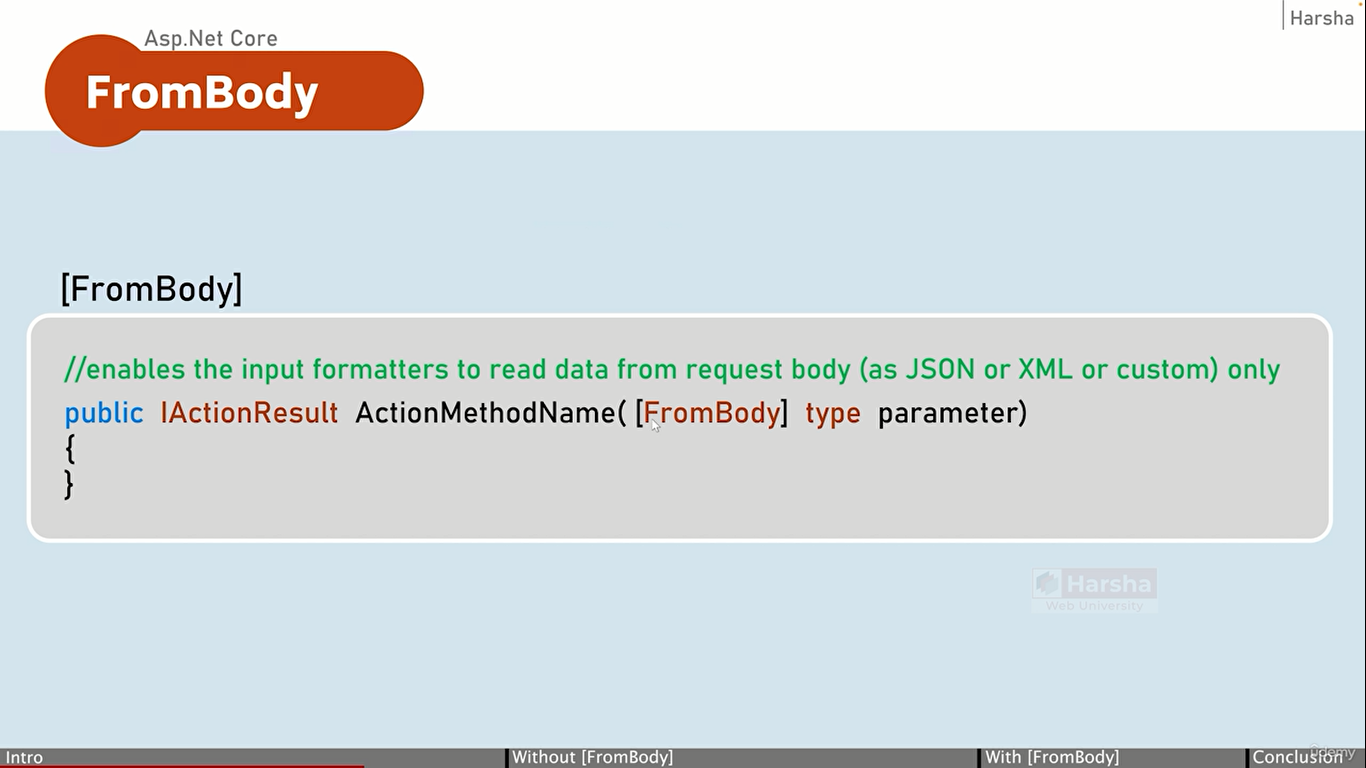 Harsha
Asp.Net Core
FromBody
[FromBody]
//enables the input formatters to read data from request body (as JSON or XML or custom) only
public IActionResult ActionMethodName( [FromBody] type parameter)
{
}
Harsha
Web University
Intro
Without [FromBody]
With [FromBody]
Conclusion
ûdemy